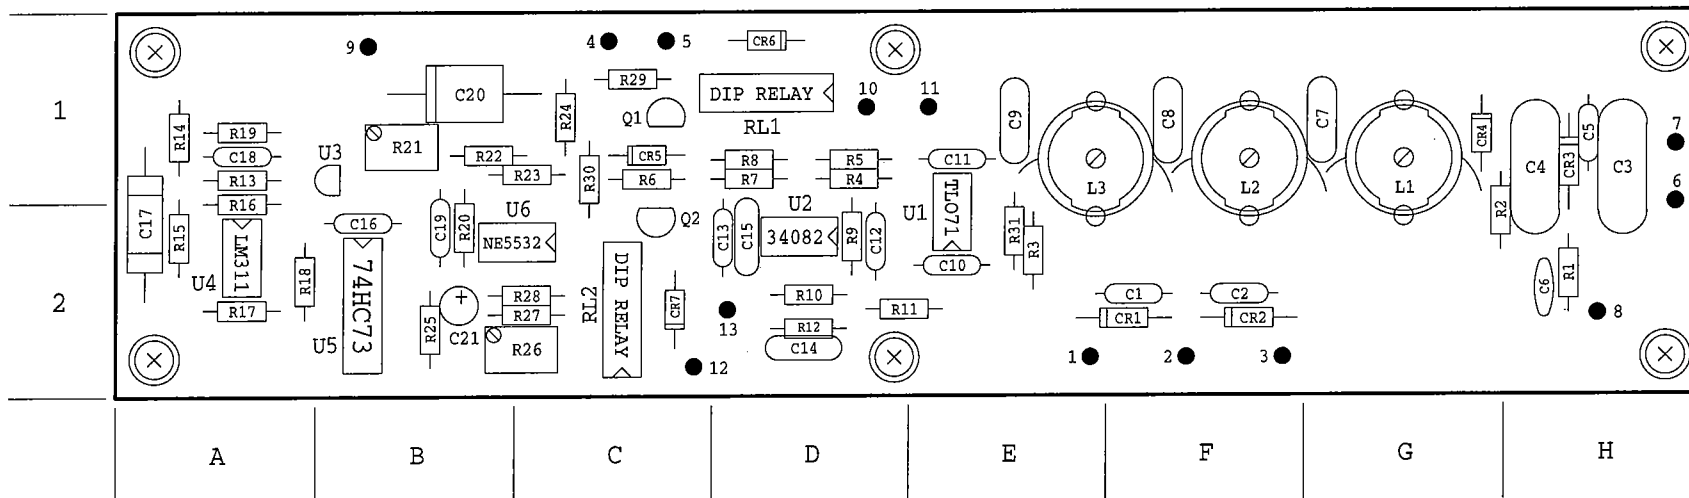 9
4
5
CR6
R29
C20
R24
DIP RELAY
RL1
10
11
Q1
C9
C8
C7
CR4
C5
7
1
R14
R19
C18
R13
R16
U3
R21
R22
R23
R30
CR5
R6
R8
R7
R5
R4
C11
TL071
U1
L3
L2
L1
C4
CR3
C3
6
R2
C17
R15
U4
LM311
R17
R18
C16
74HC73
U5
C19
R20
U6
NE5532
Q2
C13
C15
U2
34082
R9
C12
C10
R31
R3
2
R25
C21
R28
R27
R26
RL2
DIP RELAY
CR7
12
13
R10
R12
C14
R11
C1
CR1
C2
CR2
1
2
3
C6
R1
8
A
B
C
D
E
F
G
H